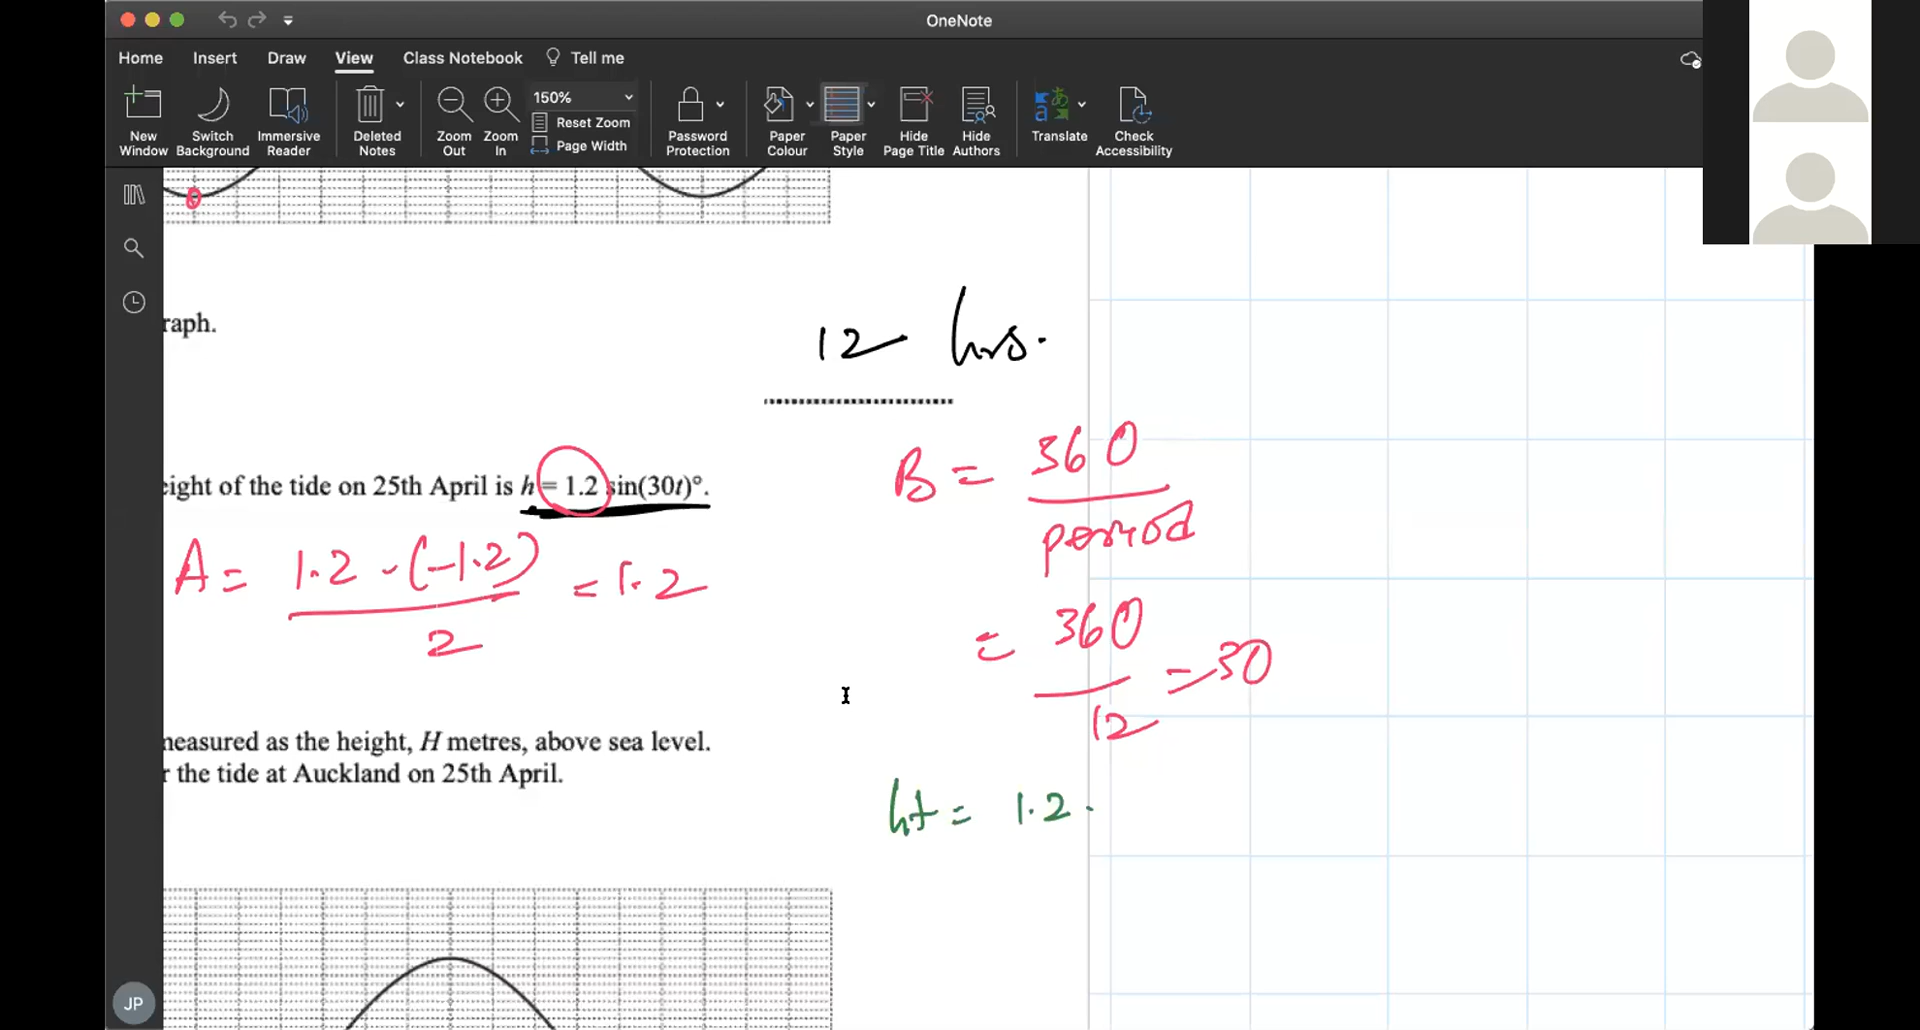 OneNote
Home Insert Draw View Class Notebook Tell me
New Window
Switch Background
Immersive Reader
Deleted Notes
Zoom Out
Zoom In
150%
Reset Zoom
Page Width
Password Protection
Paper Colour
Paper Style
Hide Page Title
Hide Authors
Translate
Check Accessibility
raph.
12 hrs.
eight of the tide on 25th April is h = 1.2 sin(30t)°.
B = 360 / period
A = 1.2 - (-1.2) / 2 = 1.2
= 360 / 12 = 30
measured as the height, H metres, above sea level.
r the tide at Auckland on 25th April.
ht = 1.2 .
JP